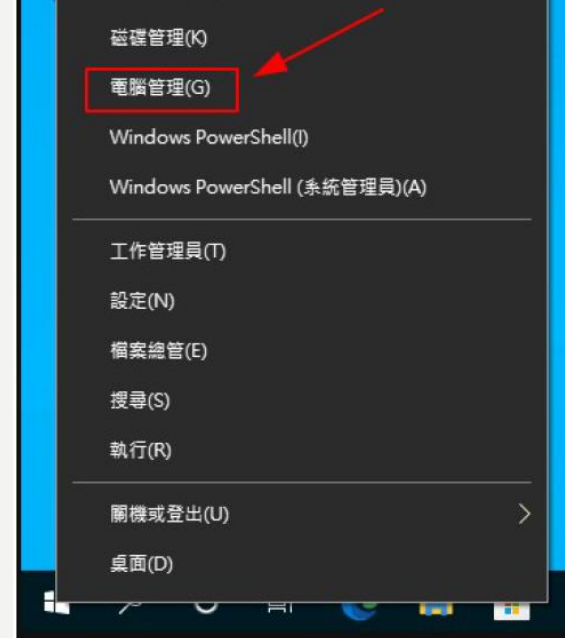 磁碟管理(K)
電腦管理(G)
Windows PowerShell(I)
Windows PowerShell (系統管理員)(A)
工作管理員(T)
設定(N)
檔案總管(E)
搜尋(S)
執行(R)
關機或登出(U)
桌面(D)